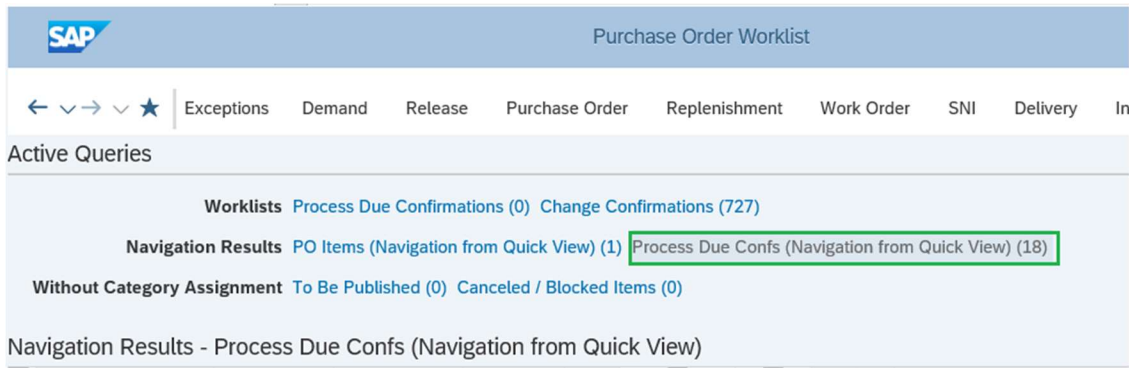 SAP
Purchase Order Worklist
Exceptions Demand Release Purchase Order Replenishment Work Order SNI Delivery In
Active Queries
Worklists Process Due Confirmations (0) Change Confirmations (727)
Navigation Results PO Items (Navigation from Quick View) (1) Process Due Confs (Navigation from Quick View) (18)
Without Category Assignment To Be Published (0) Canceled / Blocked Items (0)
Navigation Results - Process Due Confs (Navigation from Quick View)